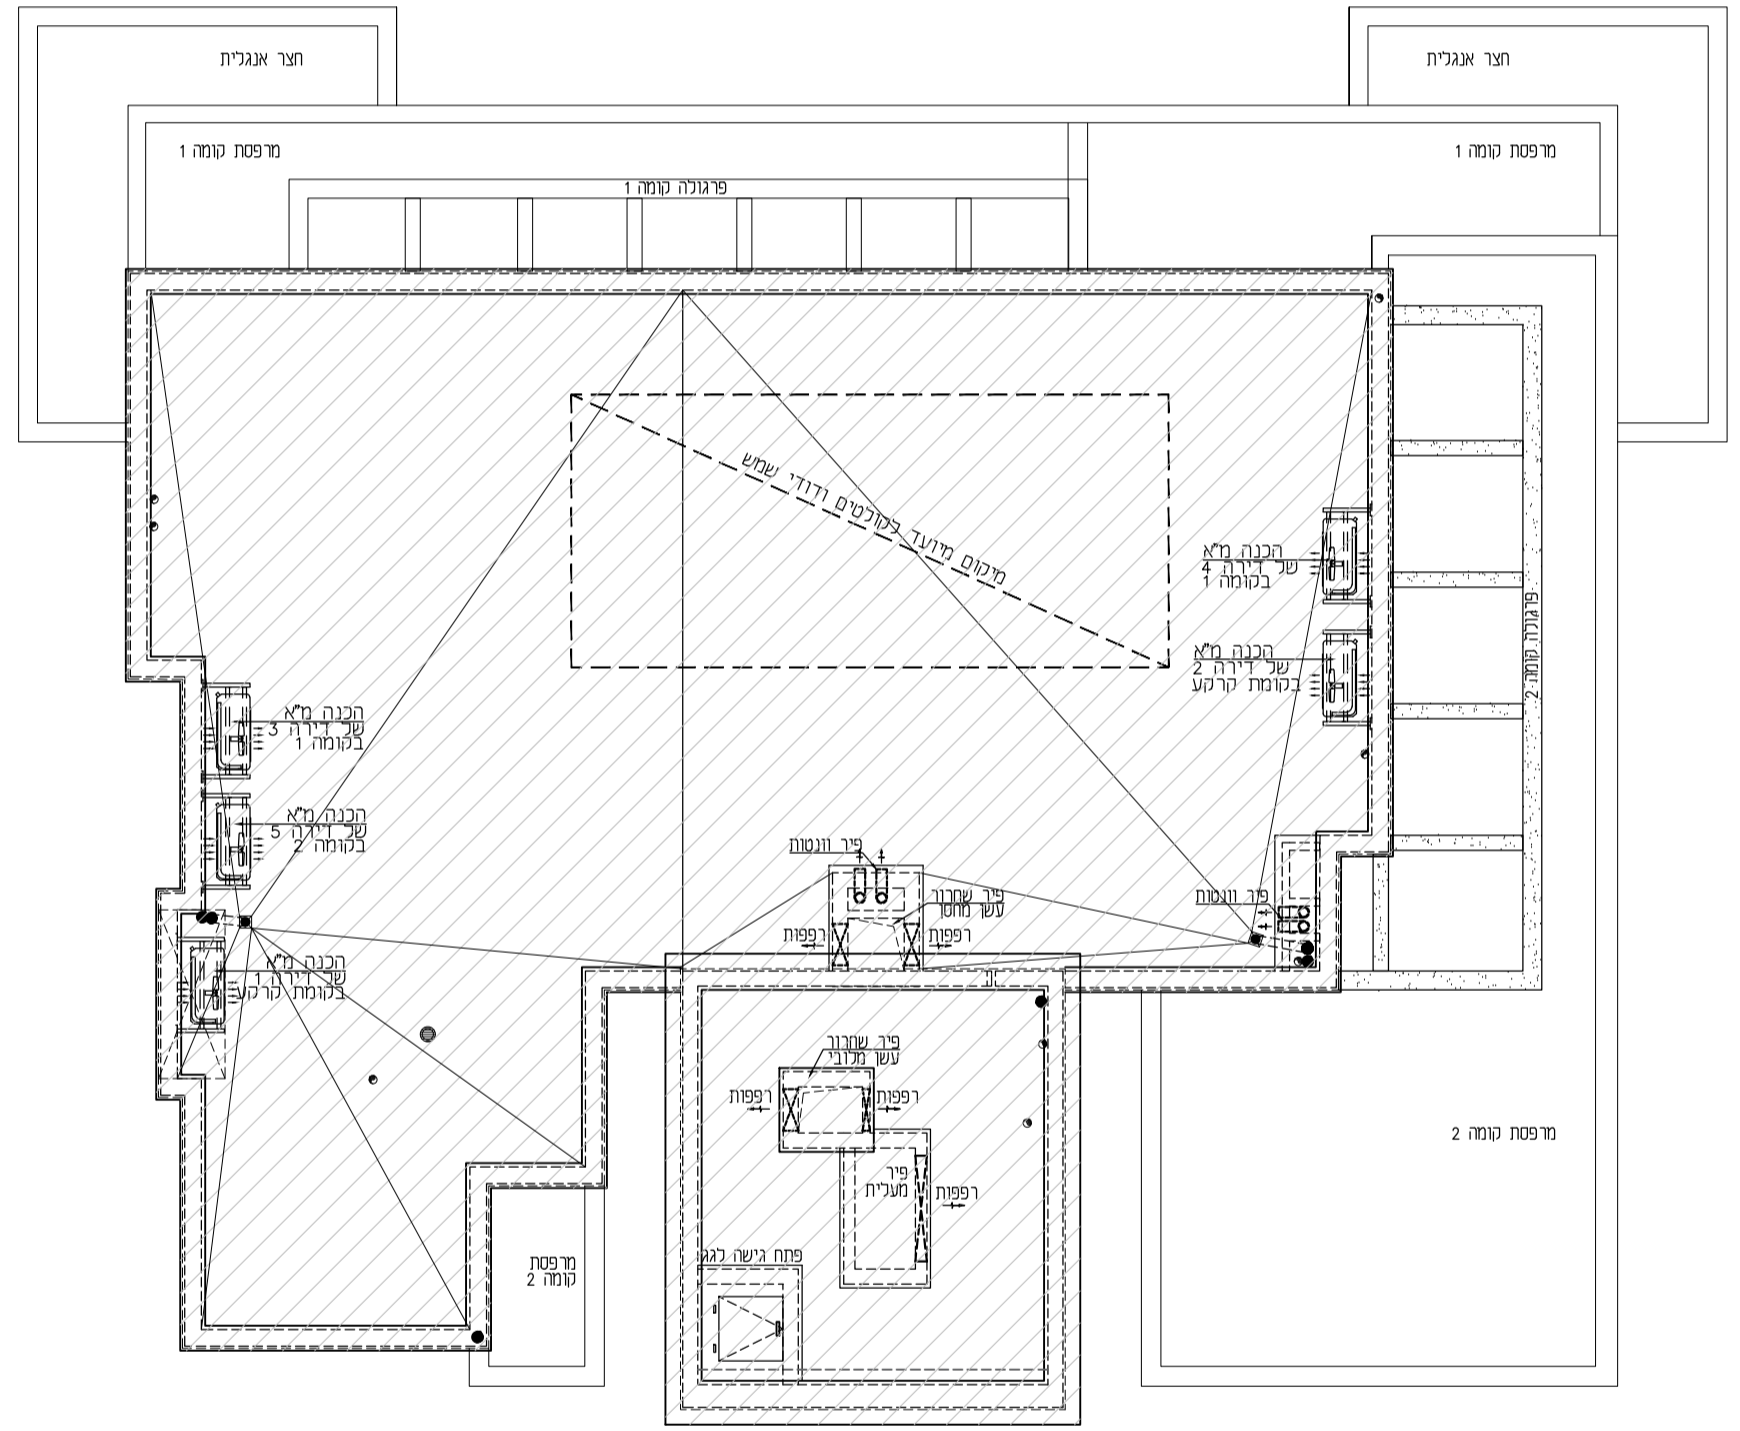 חצר אנגלית
חצר אנגלית
מרפסת קומה 1
מרפסת קומה 1
פרגולה קומה 1
מיקום מיועד לקולטים ודודי שמש
הכנה מ"א
של דירה 4
בקומה 1
הכנה מ"א
של דירה 2
בקומת קרקע
פרגולה קומה 2
הכנה מ"א
של דירה 3
בקומה 1
הכנה מ"א
של דירה 5
בקומה 2
פיר וונטות
פיר שחרור
עשן מחסן
פיר וונטות
רפפות
רפפות
הכנה מ"א
של דירה 1
בקומת קרקע
פיר שחרור
עשן מלובי
רפפות
רפפות
מרפסת קומה 2
פיר
מעלית
רפפות
פתח גישה לגג
מרפסת
קומה 2